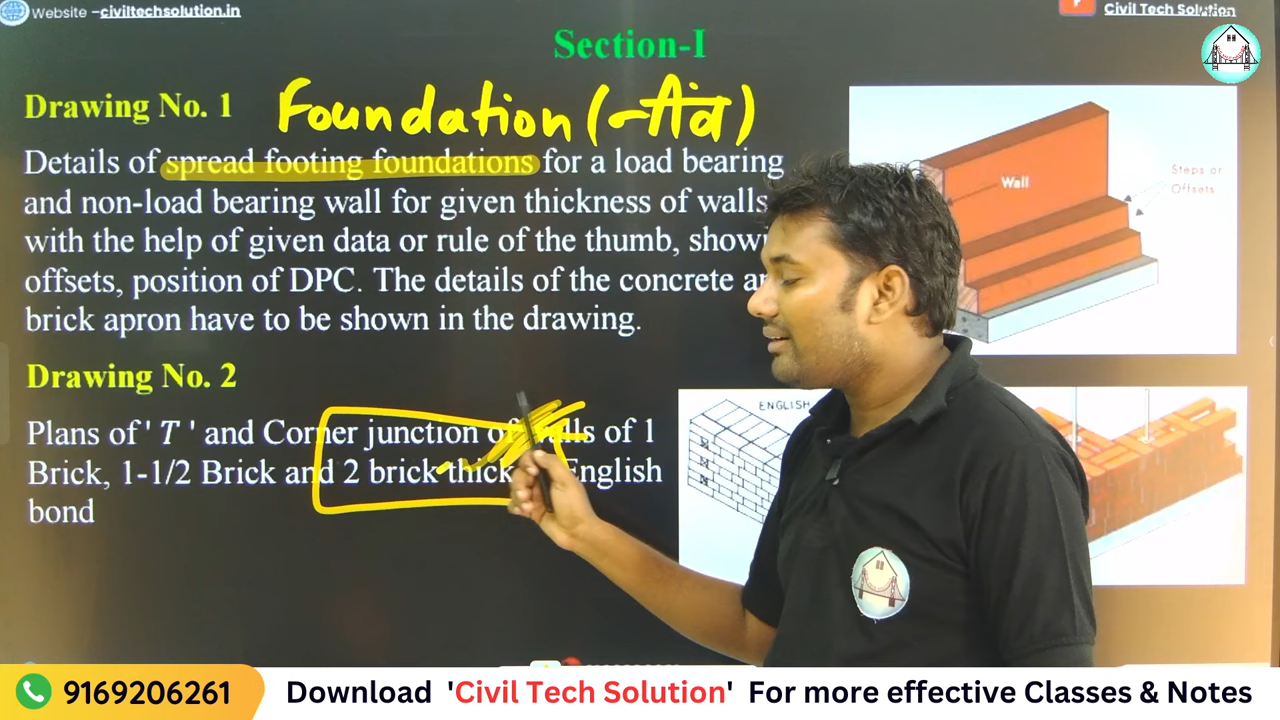 Website -civiltechsolution.in
Civil Tech Solution
Section-I
Drawing No. 1
Foundation (-नींव)
Details of spread footing foundations for a load bearing
and non-load bearing wall for given thickness of walls
with the help of given data or rule of the thumb,
offsets, position of DPC. The details of the concrete
brick apron have to be shown in the drawing.
Wall
Steps or
Offsets
Drawing No. 2
Plans of ' T ' and Corner junction of walls of 1
Brick, 1-1/2 Brick and 2 brick thick English
bond
ENGLISH
9169206261
Download 'Civil Tech Solution' For more effective Classes & Notes